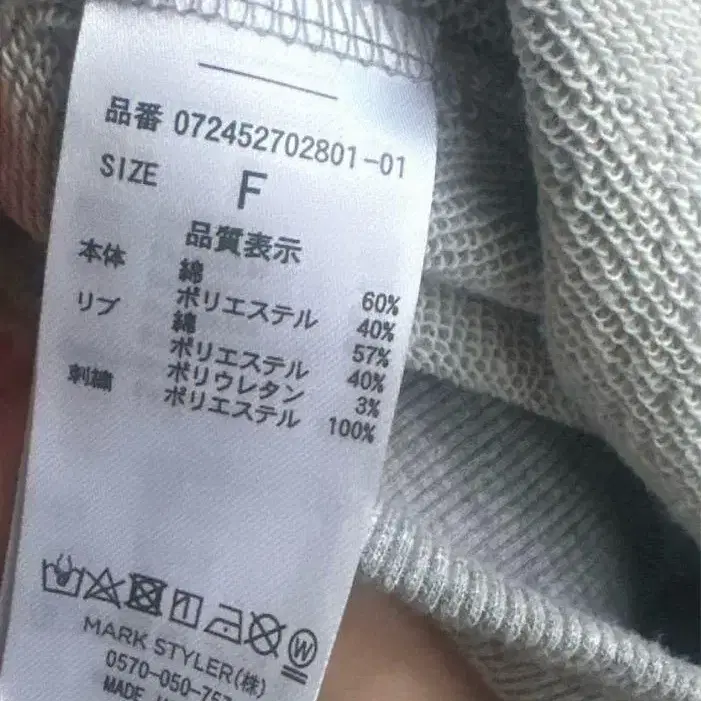 品番 072452702801-01
SIZE F
品質表示
本体 綿 60%
ポリエステル 40%
リブ 綿 57%
ポリエステル 40%
ポリウレタン 3%
刺繍 ポリエステル 100%
MARK STYLER(株)
0570-050-757
MADE